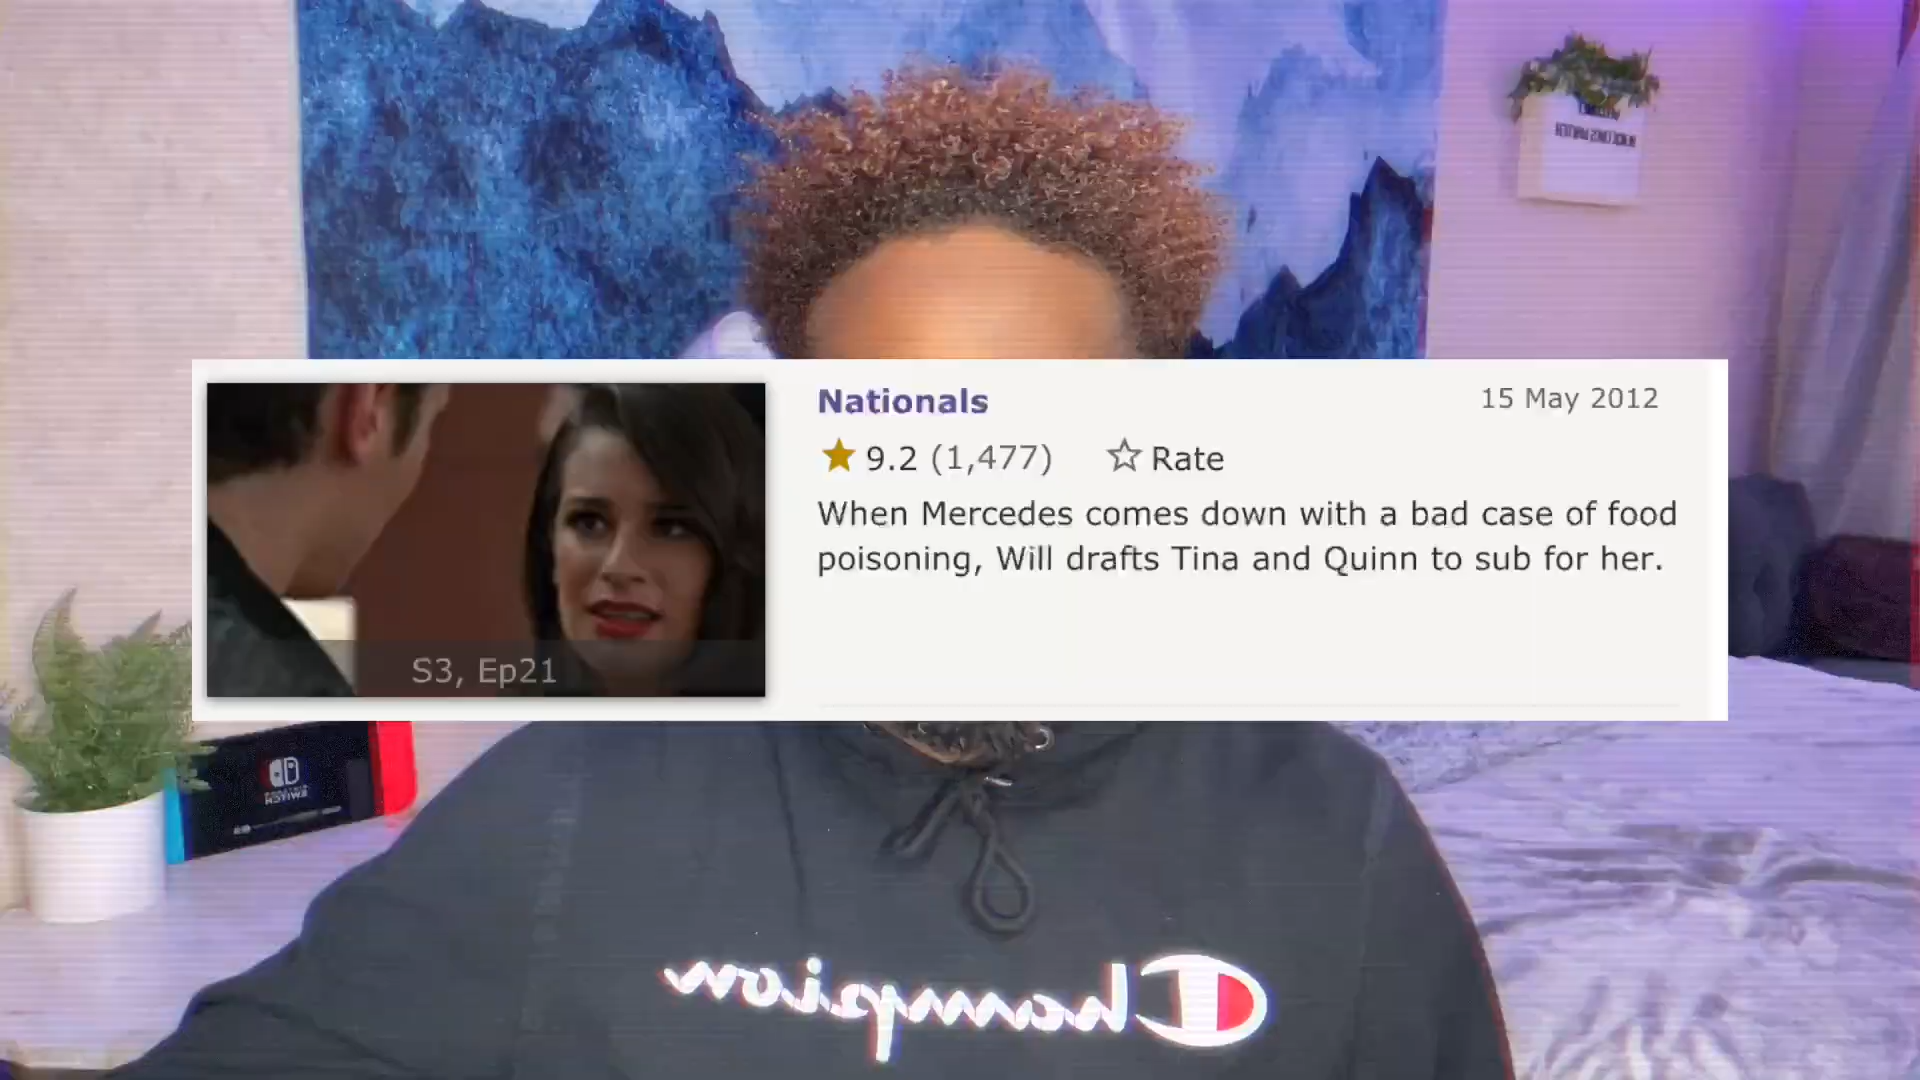 Nationals
15 May 2012
9.2 (1,477)
Rate
When Mercedes comes down with a bad case of food
poisoning, Will drafts Tina and Quinn to sub for her.
S3, Ep21
Champion